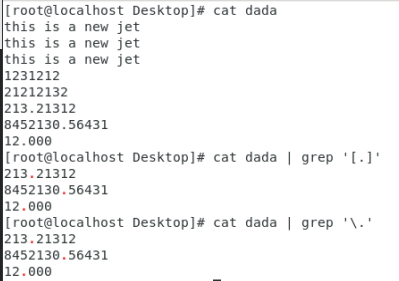 [root@localhost Desktop]# cat dada
this is a new jet
this is a new jet
this is a new jet
1231212
21212132
213.21312
8452130.56431
12.000
[root@localhost Desktop]# cat dada | grep '[.]'
213.21312
8452130.56431
12.000
[root@localhost Desktop]# cat dada | grep '\.'
213.21312
8452130.56431
12.000